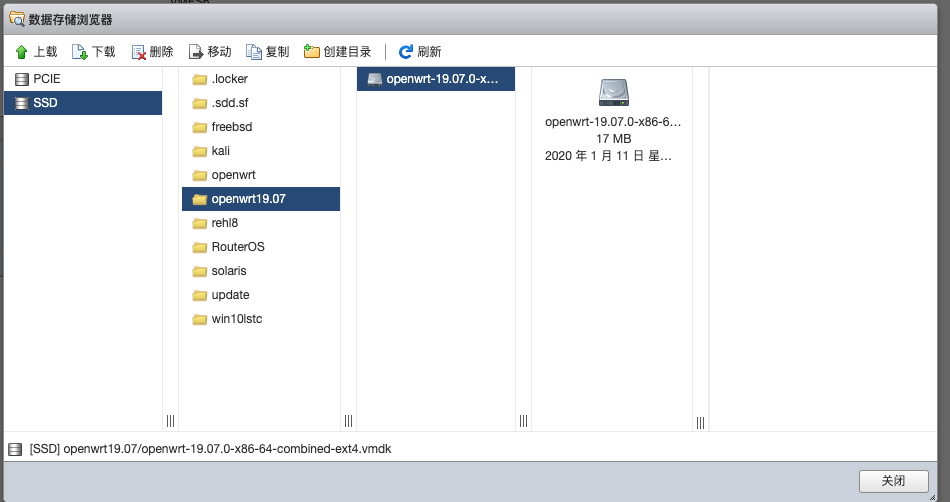 数据存储浏览器
上载 下载 删除 移动 复制 创建目录 刷新
PCIE
SSD
.locker
.sdd.sf
freebsd
kali
openwrt
openwrt19.07
rehl8
RouterOS
solaris
update
win10lstc
openwrt-19.07.0-x...
openwrt-19.07.0-x86-6...
17 MB
2020 年 1 月 11 日 星...
[SSD] openwrt19.07/openwrt-19.07.0-x86-64-combined-ext4.vmdk
关闭